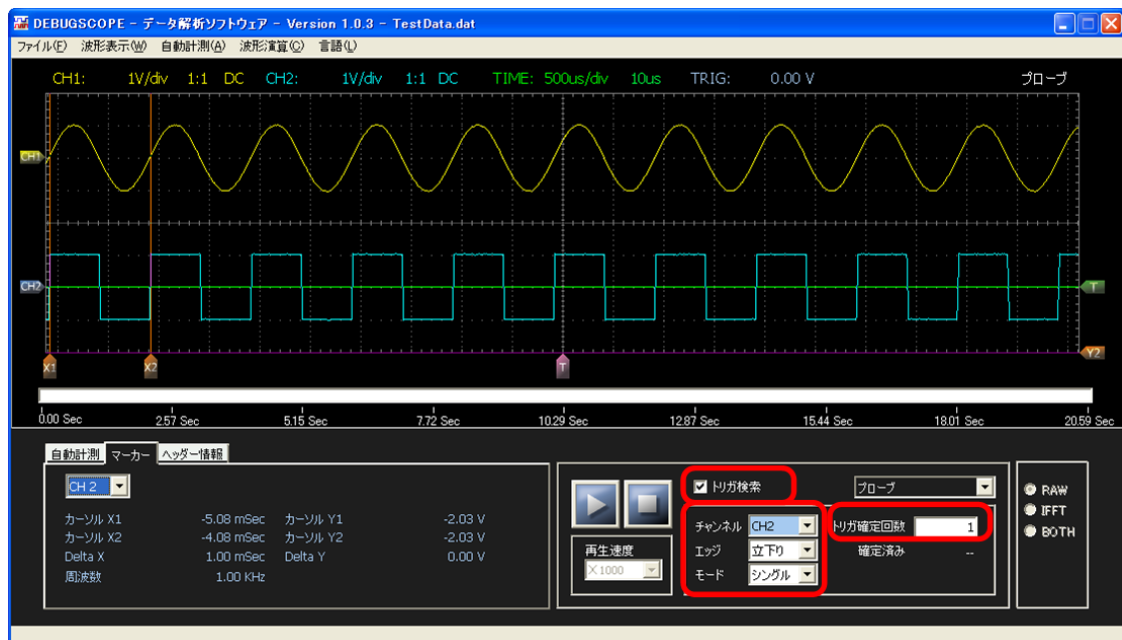 DEBUGSCOPE - データ解析ソフトウェア - Version 1.0.3 - TestData.dat
ファイル(F) 波形表示(W) 自動計測(A) 波形演算(C) 言語(L)
CH1: 1V/div 1:1 DC CH2: 1V/div 1:1 DC TIME: 500us/div 10us TRIG: 0.00 V プローブ
CH1
CH2 T
Y2
X1 X2 T
0.00 Sec 2.57 Sec 5.15 Sec 7.72 Sec 10.29 Sec 12.87 Sec 15.44 Sec 18.01 Sec 20.59 Sec
自動計測 マーカー ヘッダー情報
CH 2
カーソル X1 -5.08 mSec カーソル Y1 -2.03 V
カーソル X2 -4.08 mSec カーソル Y2 -2.03 V
Delta X 1.00 mSec Delta Y 0.00 V
周波数 1.00 KHz
再生速度
X 1000
トリガ検索
チャンネル CH2
エッジ 立下り
モード シングル
プローブ
トリガ確定回数 1
確定済み --
RAW
IFFT
BOTH